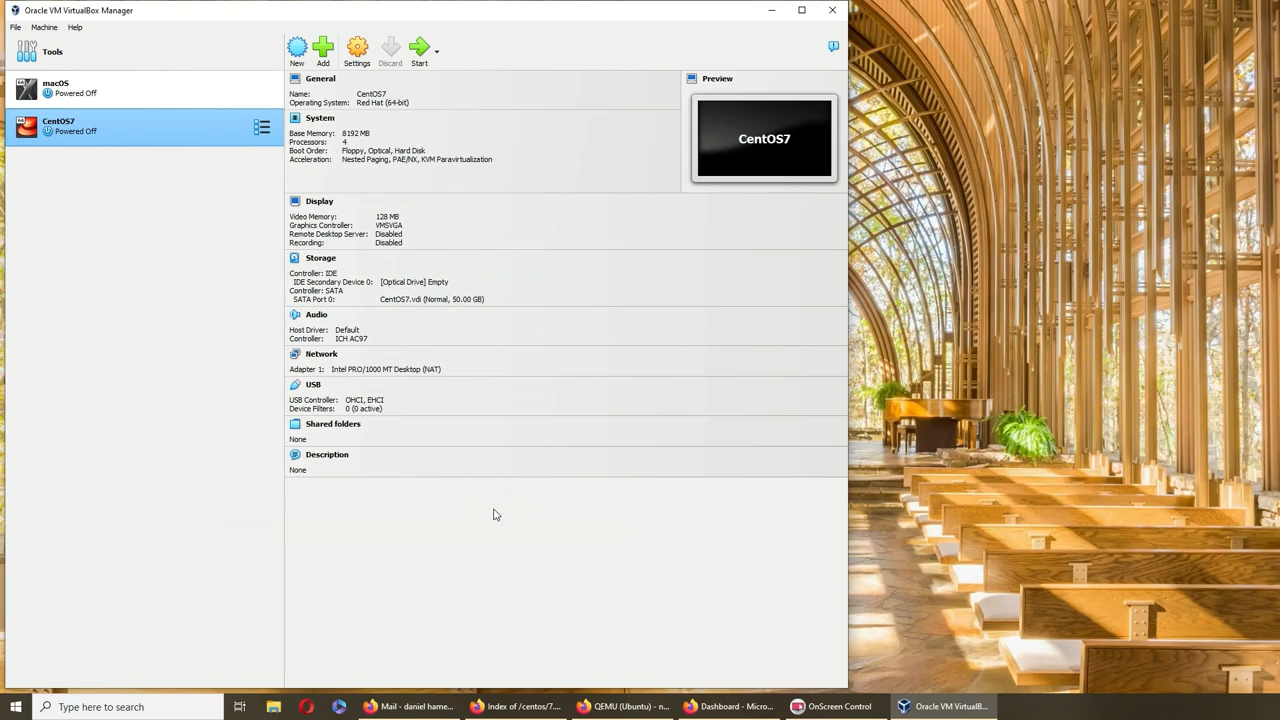 Oracle VM VirtualBox Manager
File Machine Help
Tools
New Add Settings Discard Start
64 macOS
Powered Off
64 CentOS7
Powered Off
General
Name: CentOS7
Operating System: Red Hat (64-bit)
System
Base Memory: 8192 MB
Processors: 4
Boot Order: Floppy, Optical, Hard Disk
Acceleration: Nested Paging, PAE/NX, KVM Paravirtualization
Preview
CentOS7
Display
Video Memory: 128 MB
Graphics Controller: VMSVGA
Remote Desktop Server: Disabled
Recording: Disabled
Storage
Controller: IDE
IDE Secondary Device 0: [Optical Drive] Empty
Controller: SATA
SATA Port 0: CentOS7.vdi (Normal, 50.00 GB)
Audio
Host Driver: Default
Controller: ICH AC97
Network
Adapter 1: Intel PRO/1000 MT Desktop (NAT)
USB
USB Controller: OHCI, EHCI
Device Filters: 0 (0 active)
Shared folders
None
Description
None
Type here to search
Mail - daniel hame...
Index of /centos/7....
QEMU (Ubuntu) - n...
Dashboard - Micro...
OnScreen Control
Oracle VM VirtualB...